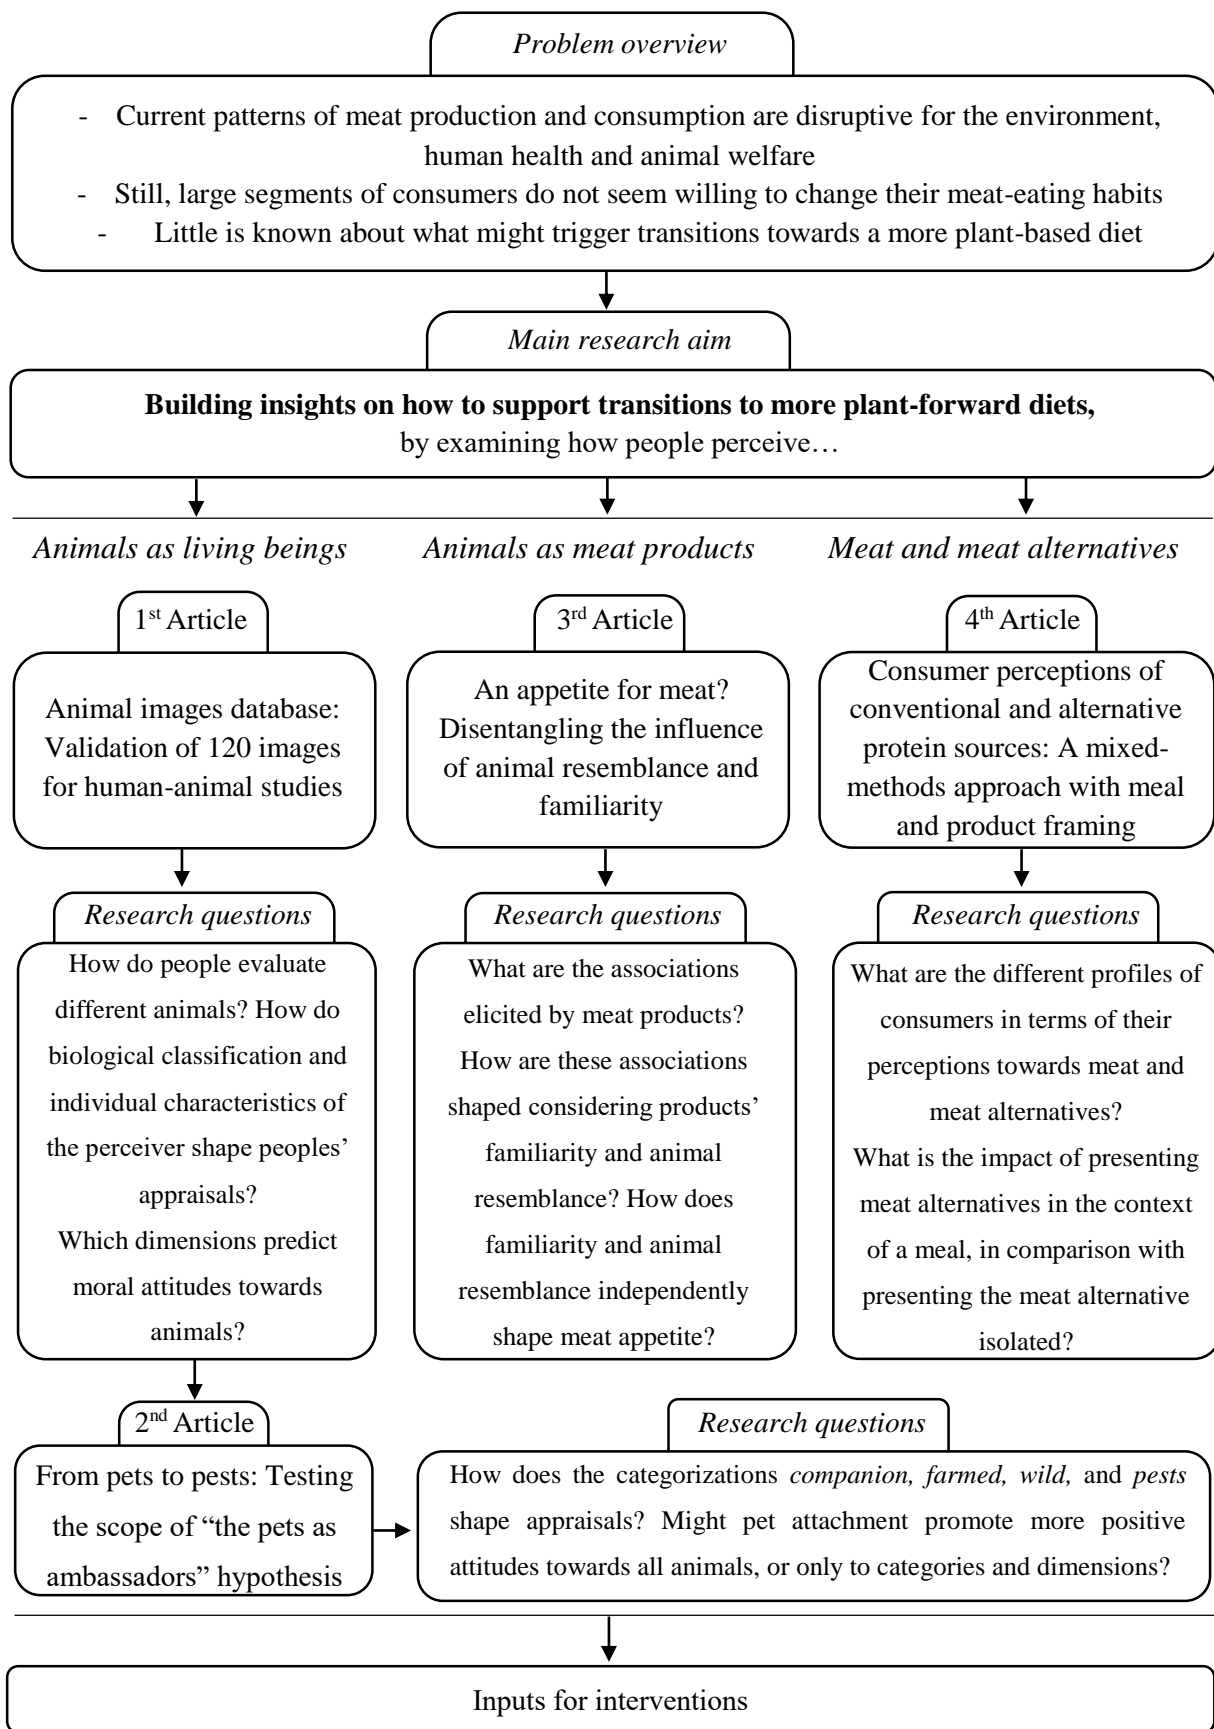 Problem overview
- Current patterns of meat production and consumption are disruptive for the environment,
human health and animal welfare
- Still, large segments of consumers do not seem willing to change their meat-eating habits
- Little is known about what might trigger transitions towards a more plant-based diet
Main research aim
Building insights on how to support transitions to more plant-forward diets,
by examining how people perceive…
Animals as living beings
Animals as meat products
Meat and meat alternatives
1st Article
Animal images database:
Validation of 120 images
for human-animal studies
3rd Article
An appetite for meat?
Disentangling the influence
of animal resemblance and
familiarity
4th Article
Consumer perceptions of
conventional and alternative
protein sources: A mixed-
methods approach with meal
and product framing
Research questions
How do people evaluate
different animals? How do
biological classification and
individual characteristics of
the perceiver shape peoples’
appraisals?
Which dimensions predict
moral attitudes towards
animals?
Research questions
What are the associations
elicited by meat products?
How are these associations
shaped considering products’
familiarity and animal
resemblance? How does
familiarity and animal
resemblance independently
shape meat appetite?
Research questions
What are the different profiles of
consumers in terms of their
perceptions towards meat and
meat alternatives?
What is the impact of presenting
meat alternatives in the context
of a meal, in comparison with
presenting the meat alternative
isolated?
2nd Article
From pets to pests: Testing
the scope of “the pets as
ambassadors” hypothesis
Research questions
How does the categorizations companion, farmed, wild, and pests
shape appraisals? Might pet attachment promote more positive
attitudes towards all animals, or only to categories and dimensions?
Inputs for interventions